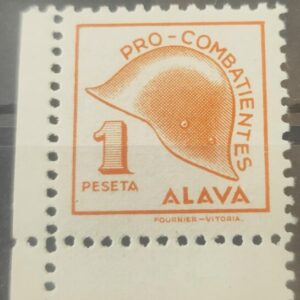 PRO-COMBATIENTES
1
PESETA
ALAVA
FOURNIER-VITORIA.